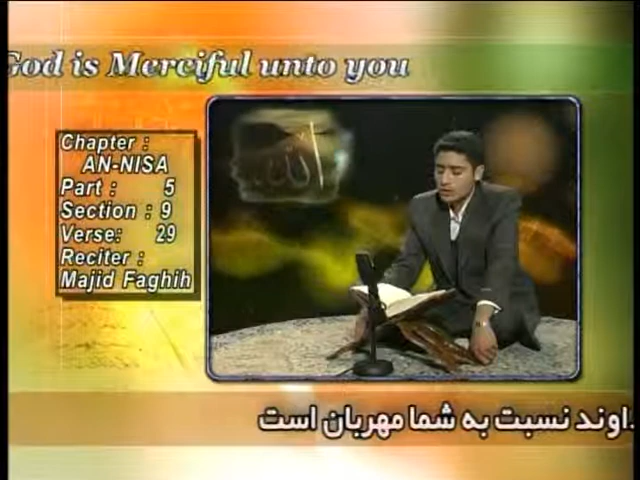 God is Merciful unto you
Chapter :
AN-NISA
Part : 5
Section : 9
Verse: 29
Reciter :
Majid Faghih
الله
اوند نسبت به شما مهربان است